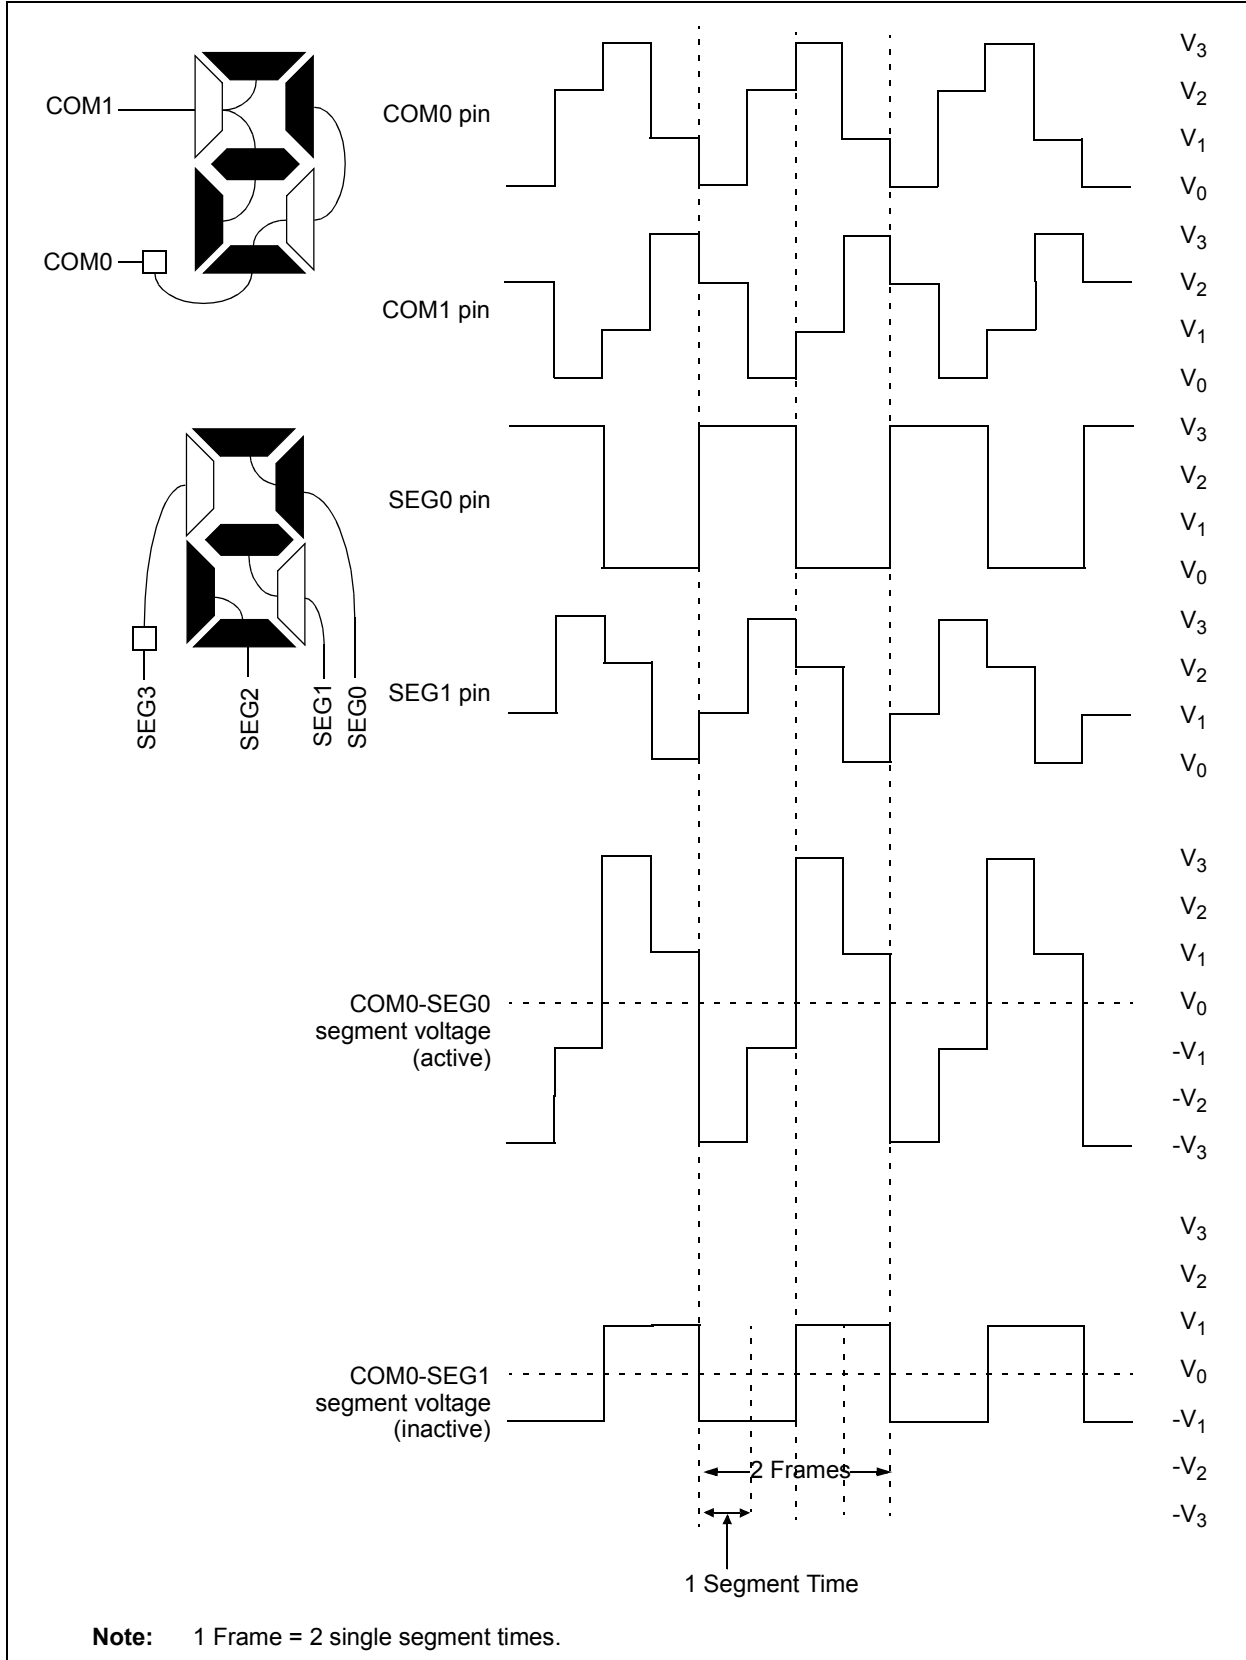 COM1
COM0
COM0 pin
V3
V2
V1
V0
COM1 pin
V3
V2
V1
V0
SEG3
SEG2
SEG1
SEG0
SEG0 pin
V3
V2
V1
V0
SEG1 pin
V3
V2
V1
V0
COM0-SEG0
segment voltage
(active)
V3
V2
V1
V0
-V1
-V2
-V3
COM0-SEG1
segment voltage
(inactive)
V3
V2
V1
V0
-V1
-V2
-V3
2 Frames
1 Segment Time
Note: 1 Frame = 2 single segment times.